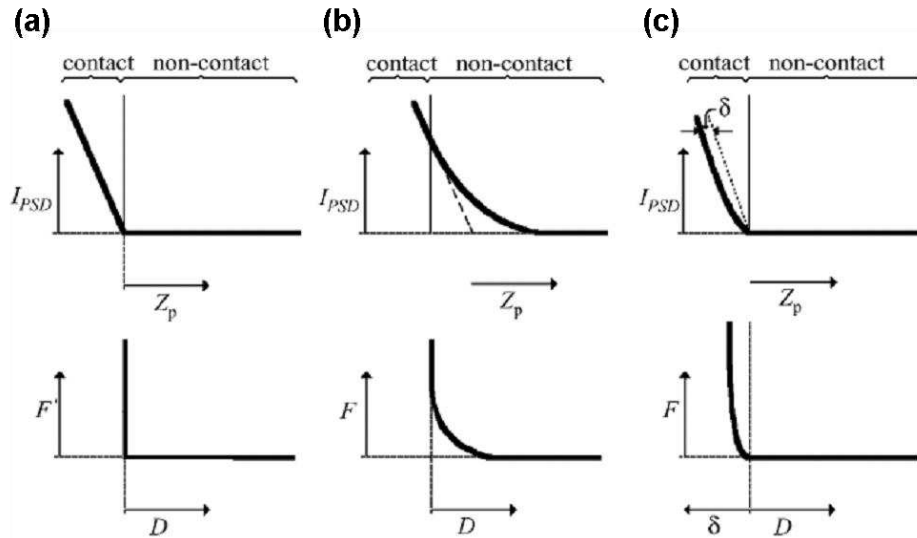 (a) (b) (c)
contact non-contact contact non-contact contact non-contact
δ
I_PSD I_PSD I_PSD
Z_p Z_p Z_p
F' F F
D D δ D